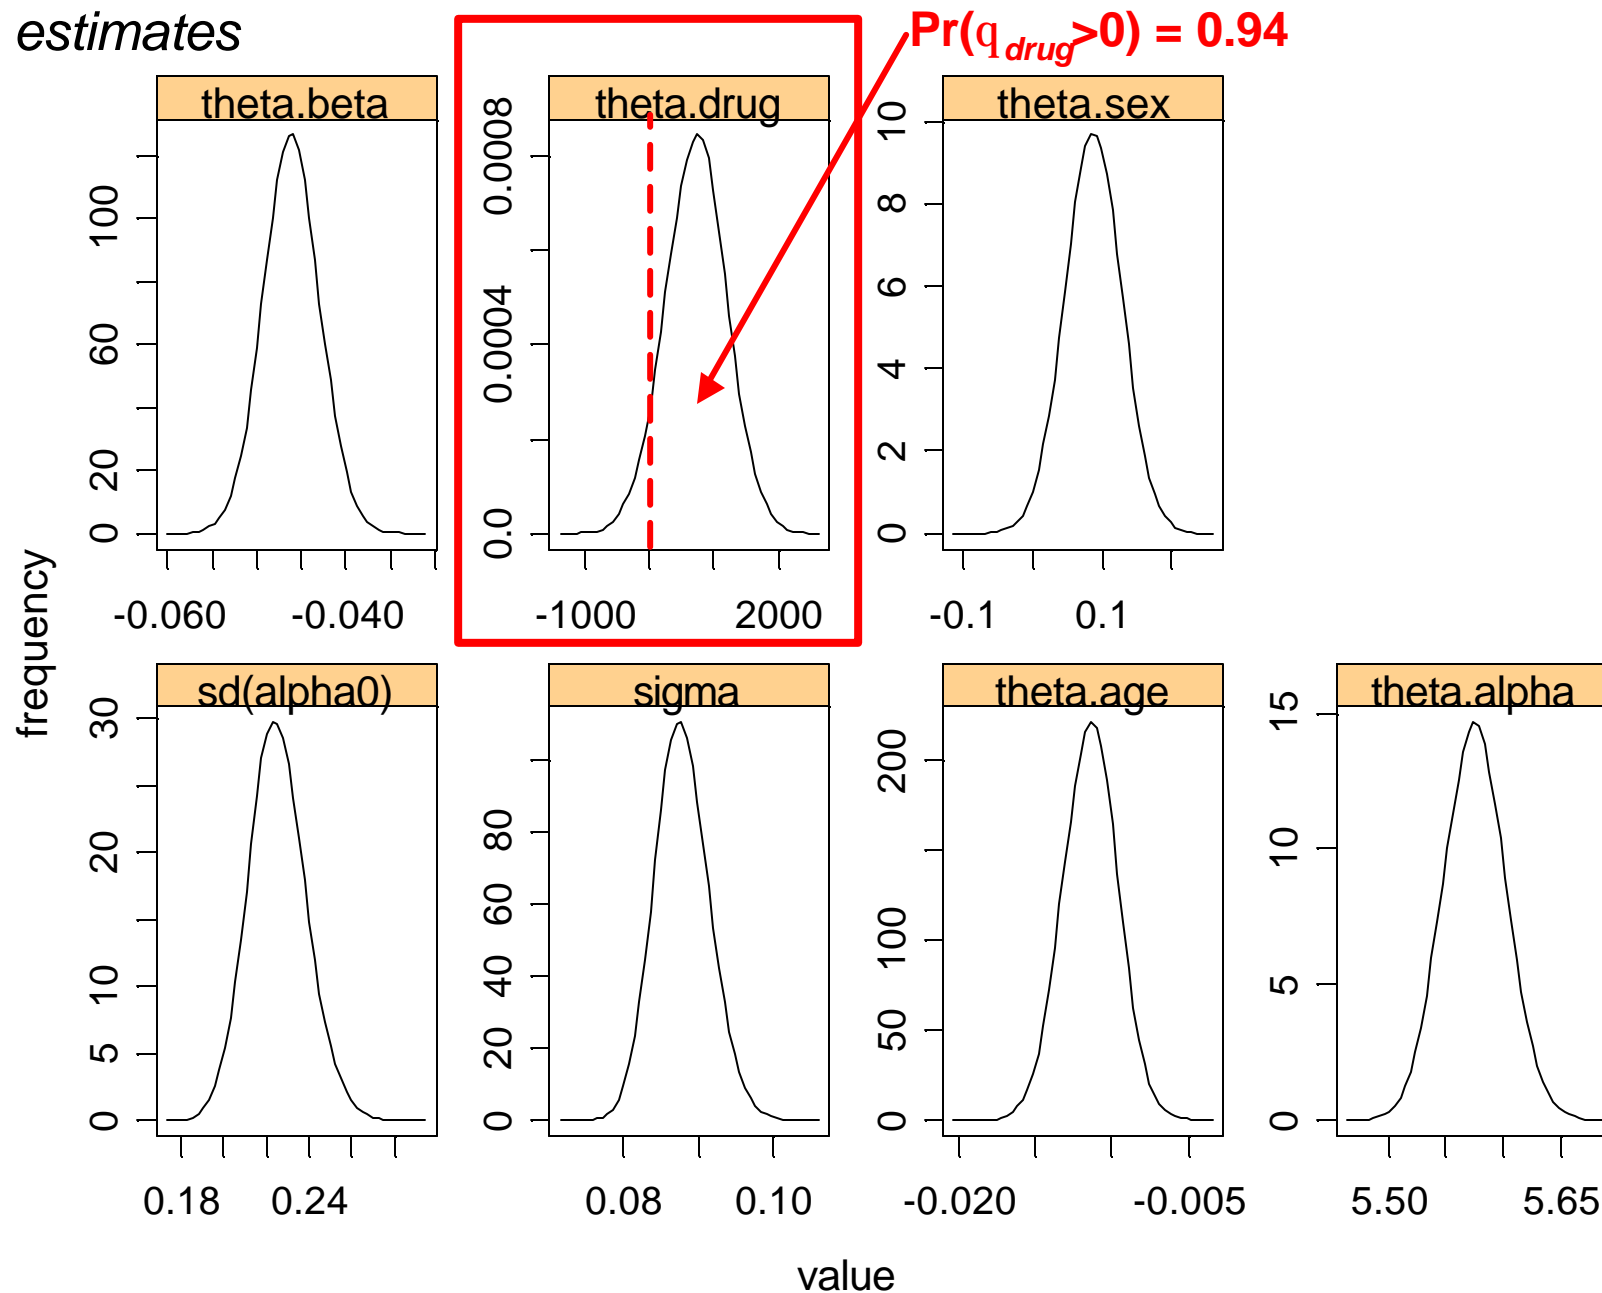 estimates
Pr(q drug>0) = 0.94
theta.beta
theta.drug
theta.sex
0 20 60 100
0.0 0.0004 0.0008
0 2 4 6 8 10
-0.060 -0.040
-1000 2000
-0.1 0.1
frequency
sd(alpha0)
sigma
theta.age
theta.alpha
0 5 10 20 30
0 20 40 60 80
0 50 100 200
0 5 10 15
0.18 0.24
0.08 0.10
-0.020 -0.005
5.50 5.65
value